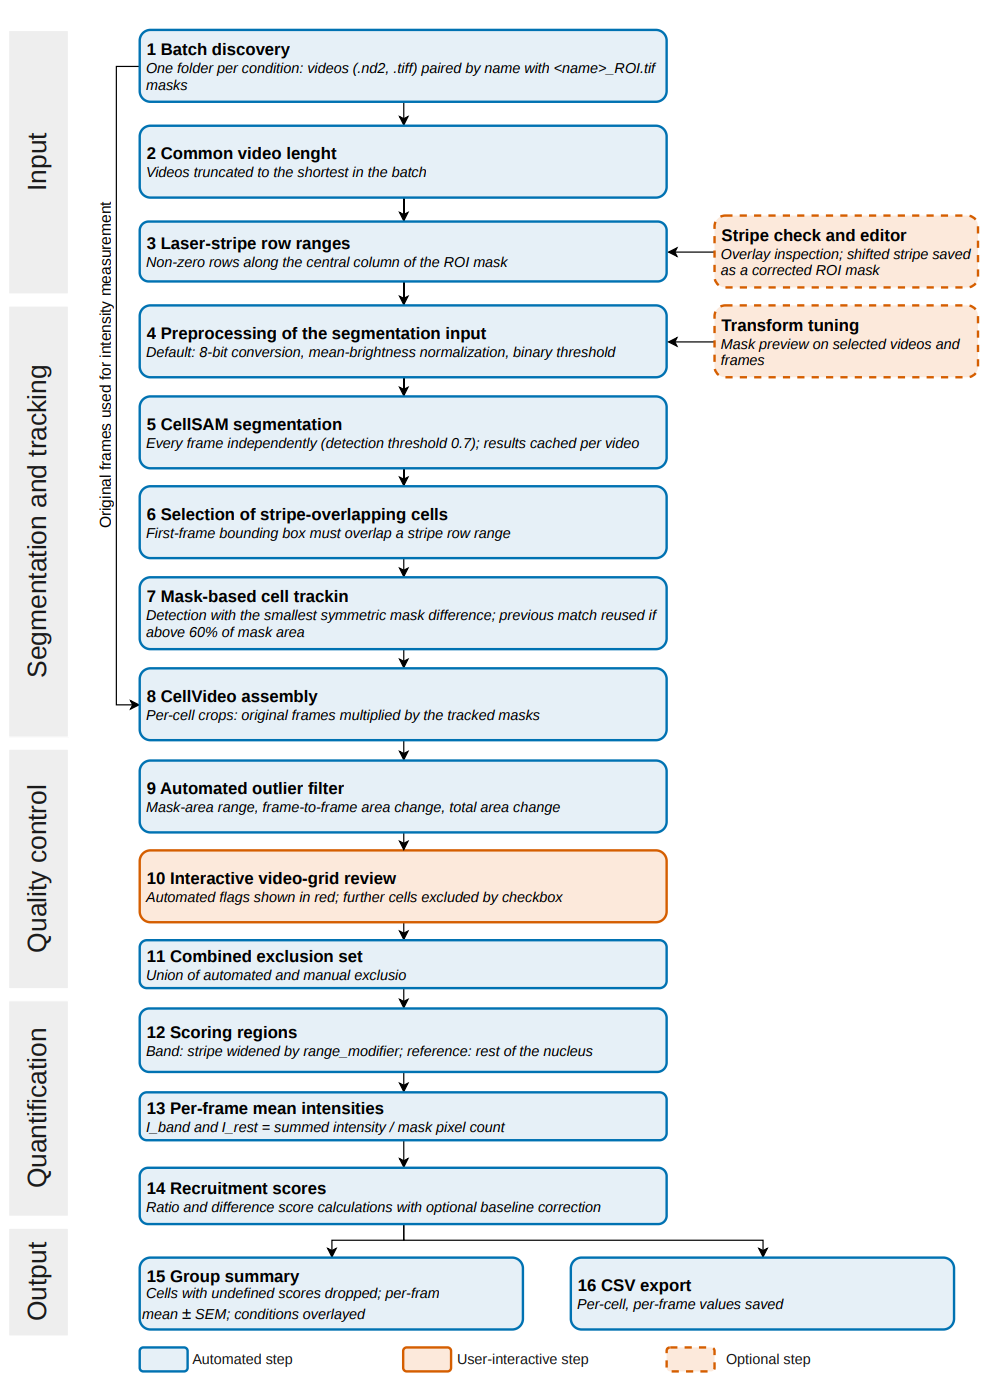 Input
1 Batch discovery
One folder per condition: videos (.nd2, .tiff) paired by name with <name>_ROI.tif
masks
2 Common video lenght
Videos truncated to the shortest in the batch
3 Laser-stripe row ranges
Non-zero rows along the central column of the ROI mask
Stripe check and editor
Overlay inspection; shifted stripe saved
as a corrected ROI mask
Original frames used for intensity measurement
Segmentation and tracking
4 Preprocessing of the segmentation input
Default: 8-bit conversion, mean-brightness normalization, binary threshold
Transform tuning
Mask preview on selected videos and
frames
5 CellSAM segmentation
Every frame independently (detection threshold 0.7); results cached per video
6 Selection of stripe-overlapping cells
First-frame bounding box must overlap a stripe row range
7 Mask-based cell trackin
Detection with the smallest symmetric mask difference; previous match reused if
above 60% of mask area
8 CellVideo assembly
Per-cell crops: original frames multiplied by the tracked masks
Quality control
9 Automated outlier filter
Mask-area range, frame-to-frame area change, total area change
10 Interactive video-grid review
Automated flags shown in red; further cells excluded by checkbox
11 Combined exclusion set
Union of automated and manual exclusio
Quantification
12 Scoring regions
Band: stripe widened by range_modifier; reference: rest of the nucleus
13 Per-frame mean intensities
I_band and I_rest = summed intensity / mask pixel count
14 Recruitment scores
Ratio and difference score calculations with optional baseline correction
Output
15 Group summary
Cells with undefined scores dropped; per-fram
mean ± SEM; conditions overlayed
16 CSV export
Per-cell, per-frame values saved
Automated step
User-interactive step
Optional step